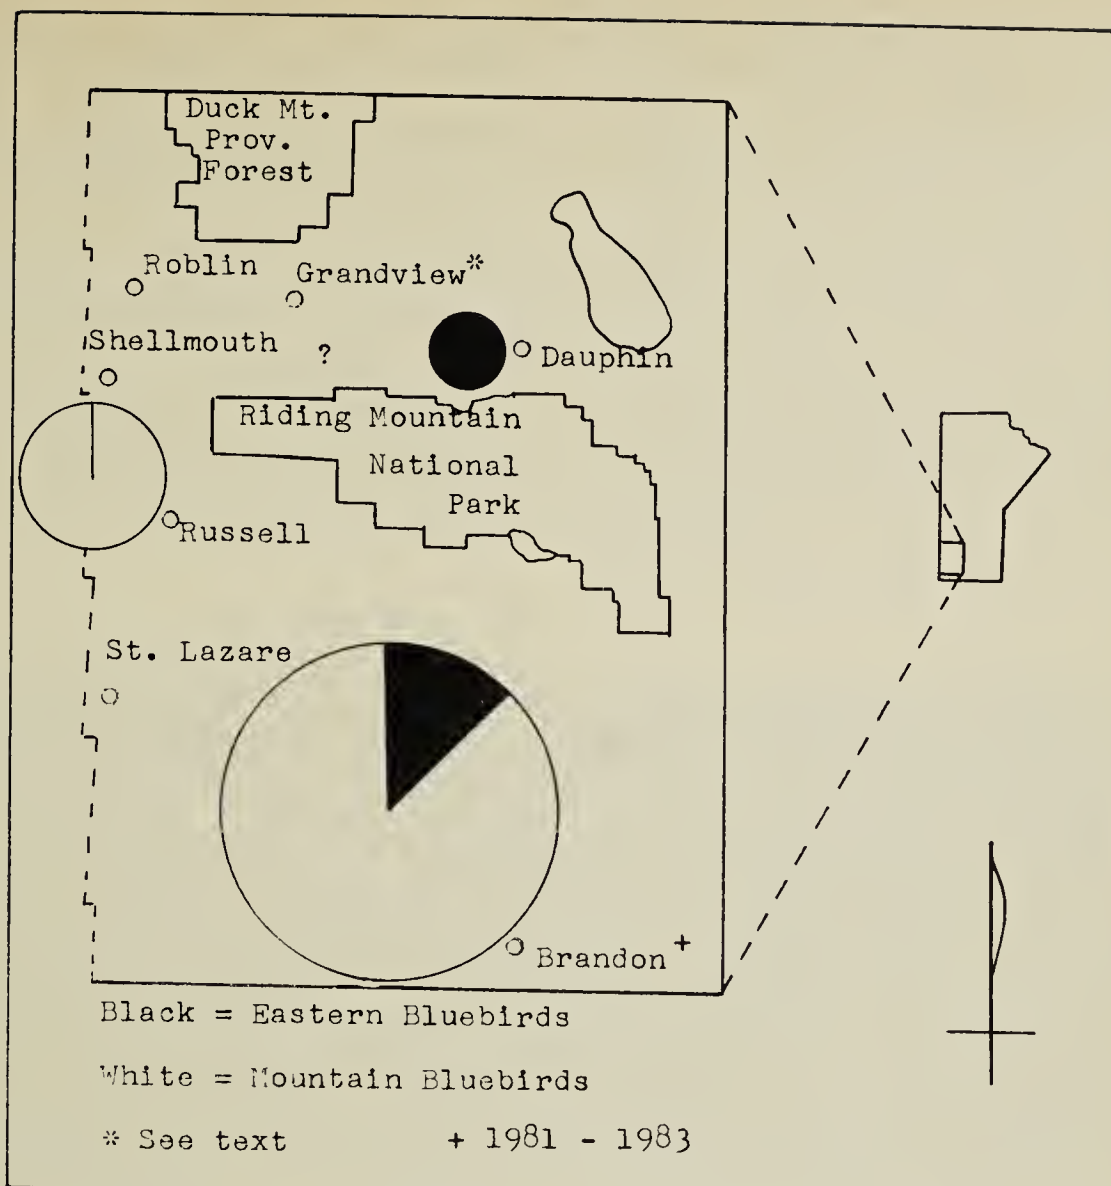 Duck Mt.
Prov.
Forest
Roblin
Grandview*
Shellmouth
?
Dauphin
Riding Mountain
National
Park
Russell
St. Lazare
Brandon +
Black = Eastern Bluebirds
White = Mountain Bluebirds
* See text + 1981 - 1983